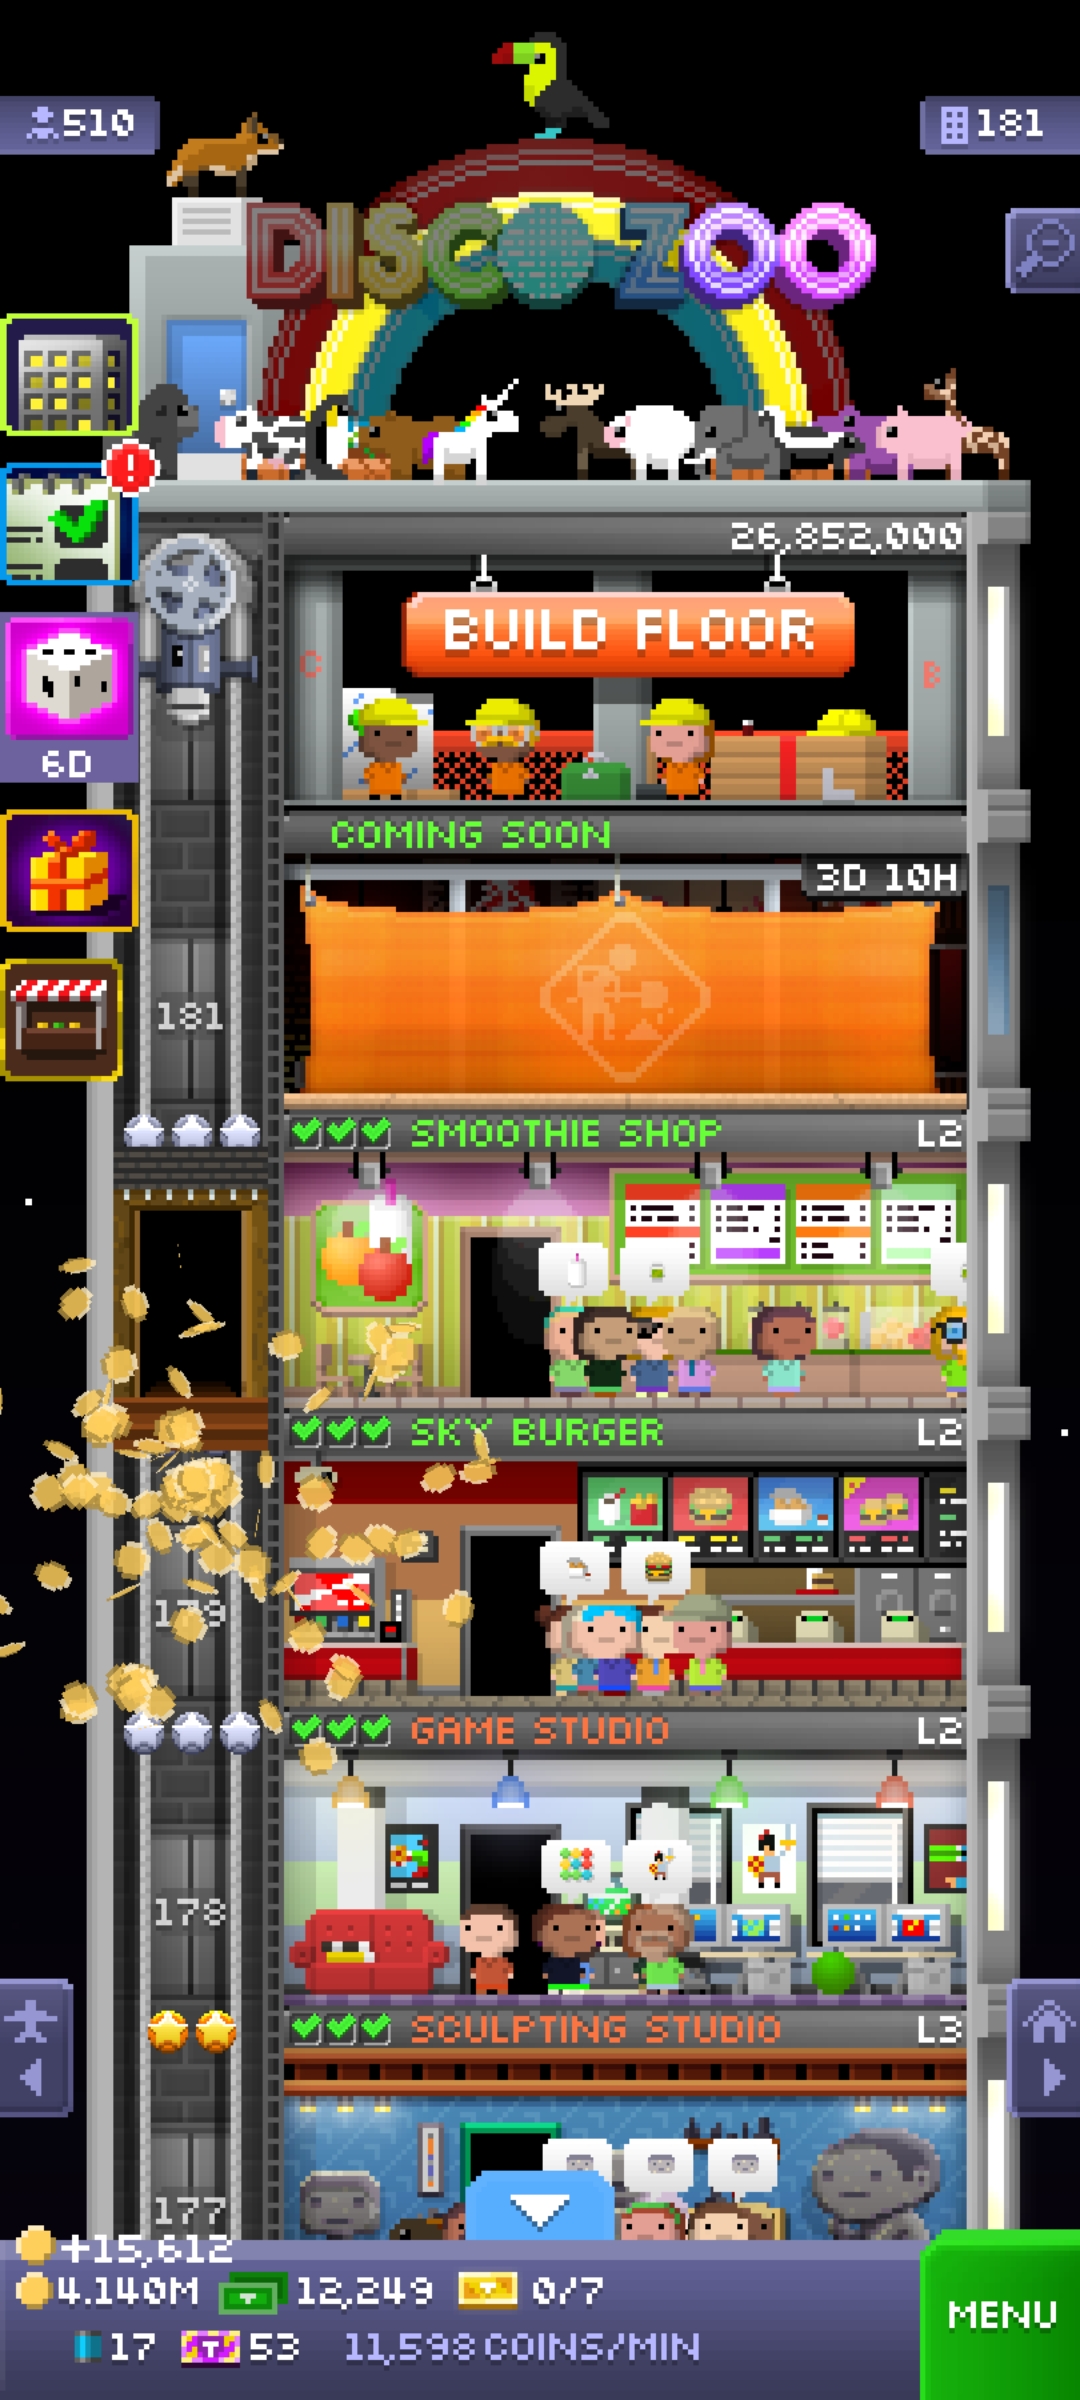 510
181
DISCO ZOO
26,852,000
BUILD FLOOR
C
B
6D
COMING SOON
3D 10H
181
SMOOTHIE SHOP L2
SKY BURGER L2
179
GAME STUDIO L2
178
SCULPTING STUDIO L3
177
+15,612
4.140M 12,249 0/7
MENU
17 T 53 11,598 COINS/MIN